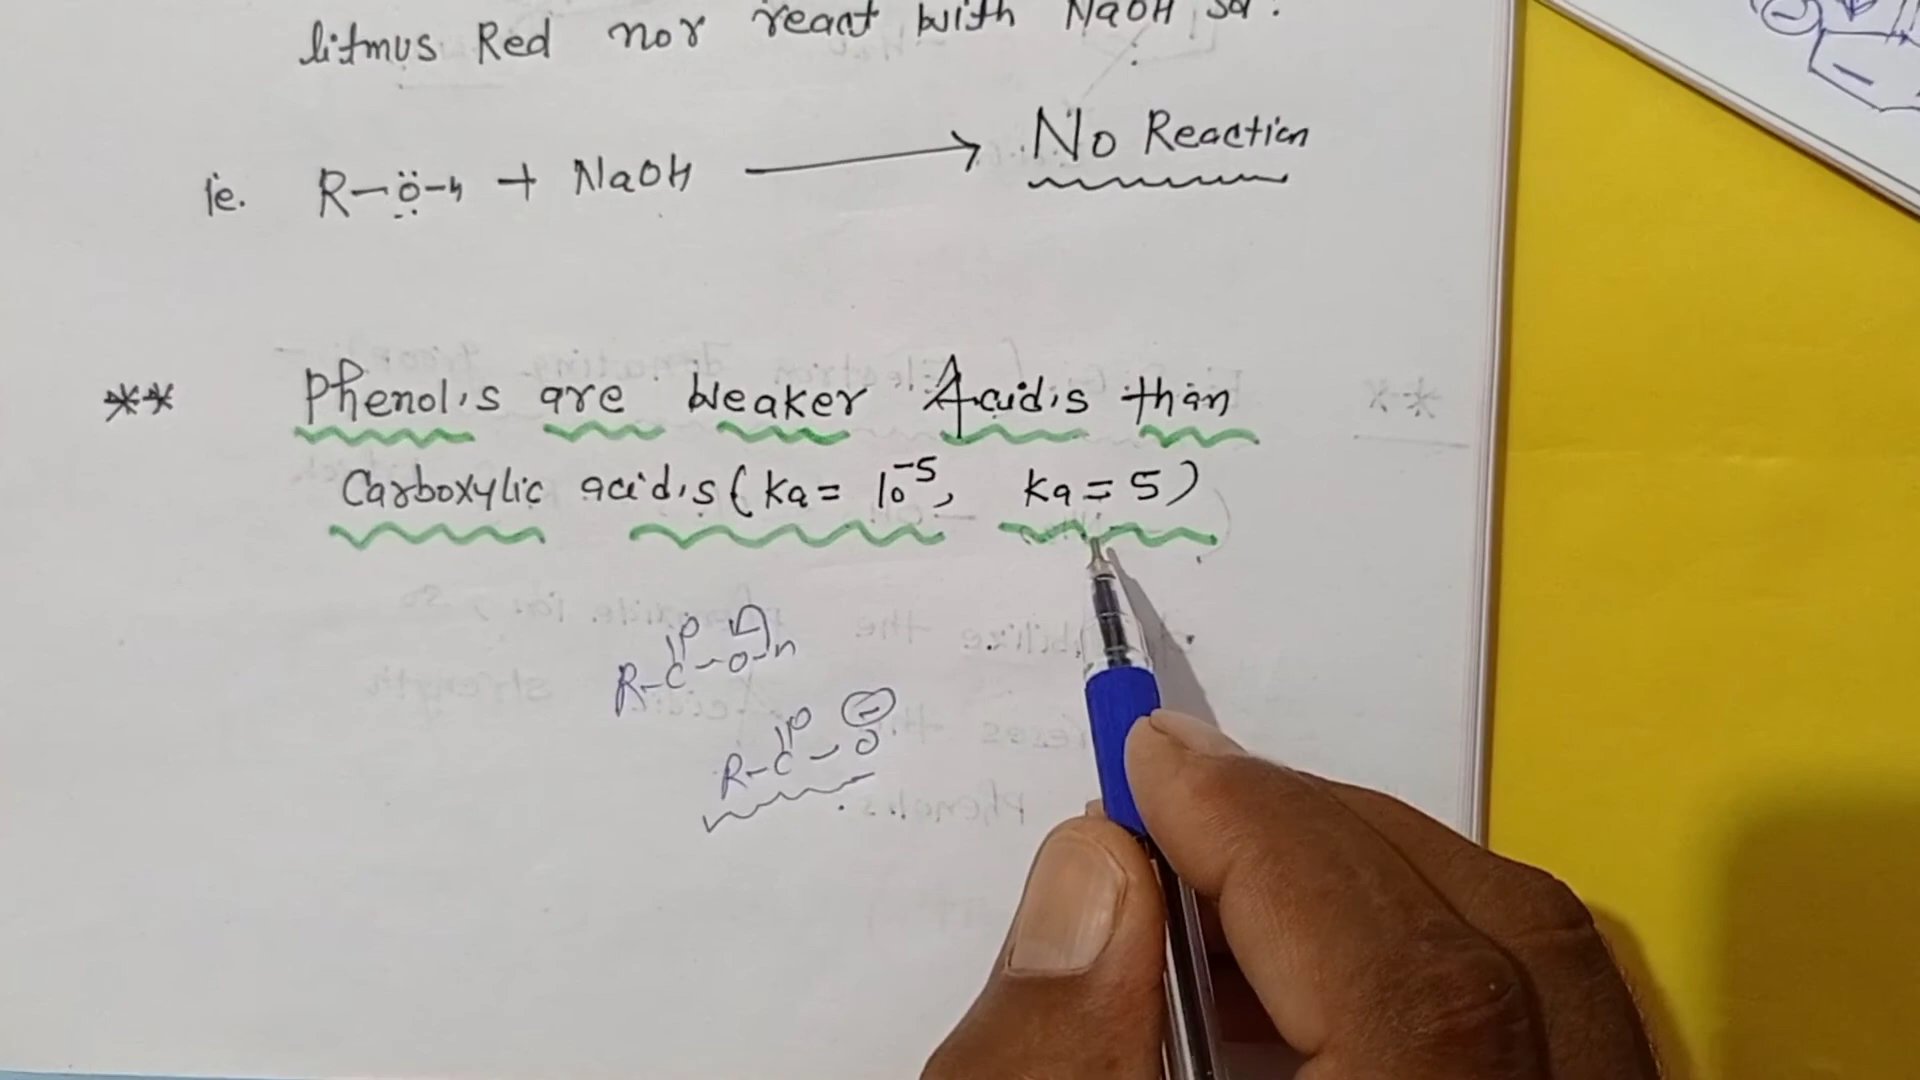 litmus Red nor react with NaOH sol.
ie. R-Ö-H + NaOH ⟶ No Reaction
** Phenols are weaker Acids than
Carboxylic acids (ka = 10⁻⁵, ka = 5)
R-C-O-H
O
R-C-O
O ⊖